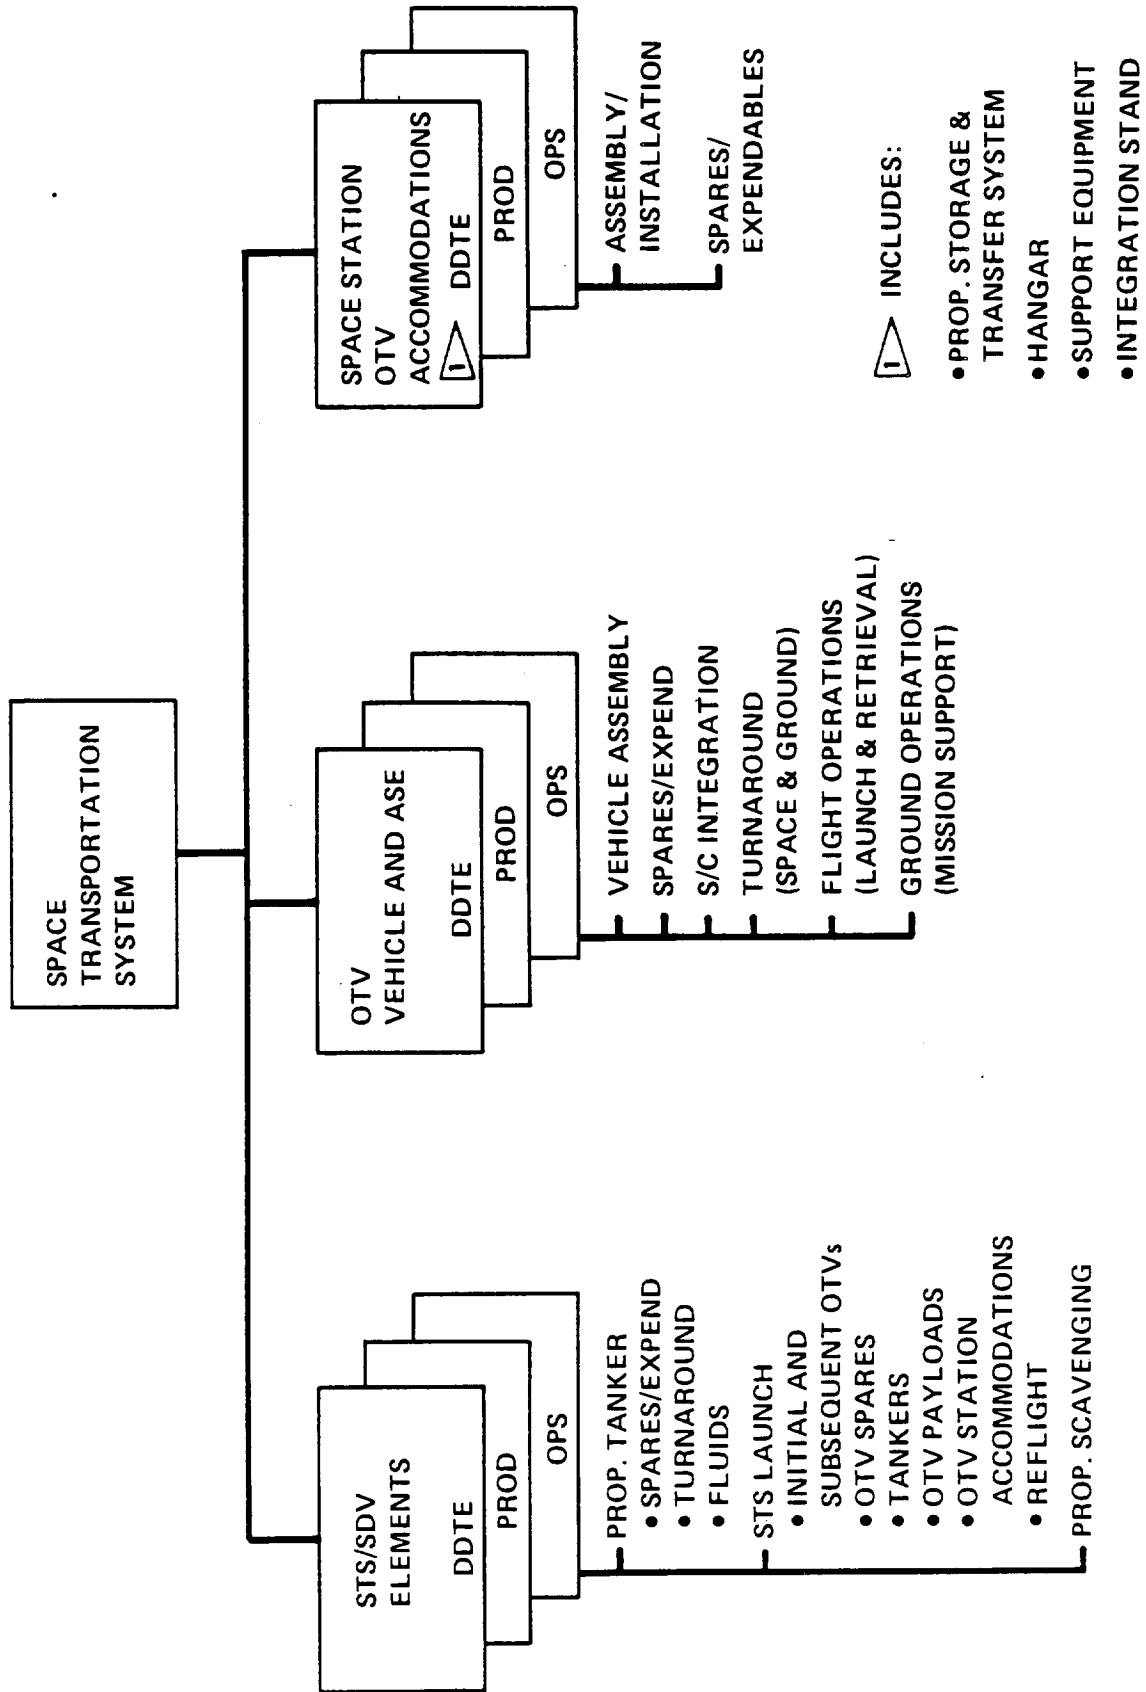 SPACE
TRANSPORTATION
SYSTEM
STS/SDV
ELEMENTS
DDTE
PROD
OPS
PROP. TANKER
• SPARES/EXPEND
• TURNAROUND
• FLUIDS
STS LAUNCH
• INITIAL AND
SUBSEQUENT OTVs
• OTV SPARES
• TANKERS
• OTV PAYLOADS
• OTV STATION
ACCOMMODATIONS
• REFLIGHT
PROP. SCAVENGING
OTV
VEHICLE AND ASE
DDTE
PROD
OPS
VEHICLE ASSEMBLY
SPARES/EXPEND
S/C INTEGRATION
TURNAROUND
(SPACE & GROUND)
FLIGHT OPERATIONS
(LAUNCH & RETRIEVAL)
GROUND OPERATIONS
(MISSION SUPPORT)
SPACE STATION
OTV
ACCOMMODATIONS
1 DDTE
PROD
OPS
ASSEMBLY/
INSTALLATION
SPARES/
EXPENDABLES
1 INCLUDES:
• PROP. STORAGE &
TRANSFER SYSTEM
• HANGAR
• SUPPORT EQUIPMENT
• INTEGRATION STAND